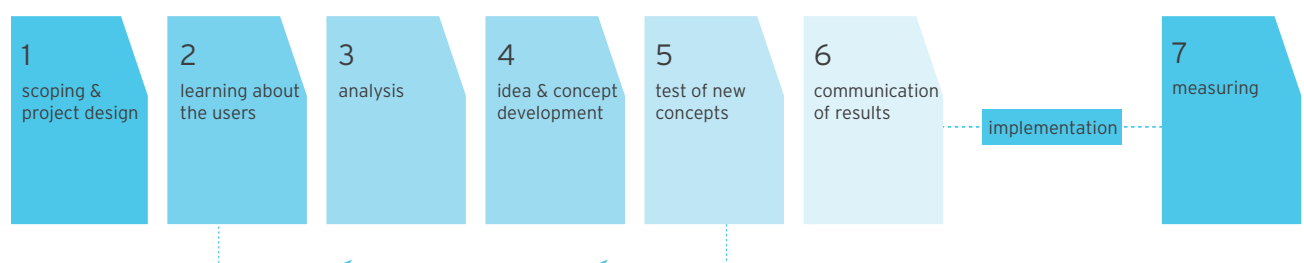 1
scoping &
project design
2
learning about
the users
3
analysis
4
idea & concept
development
5
test of new
concepts
6
communication
of results
implementation
7
measuring